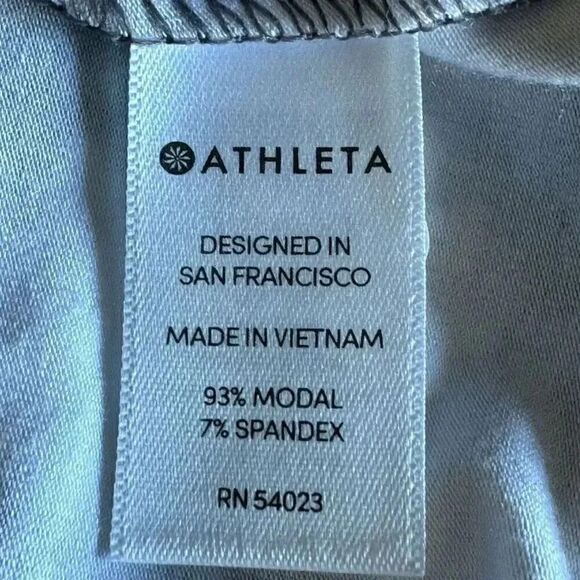 ATHLETA
DESIGNED IN
SAN FRANCISCO
MADE IN VIETNAM
93% MODAL
7% SPANDEX
RN 54023